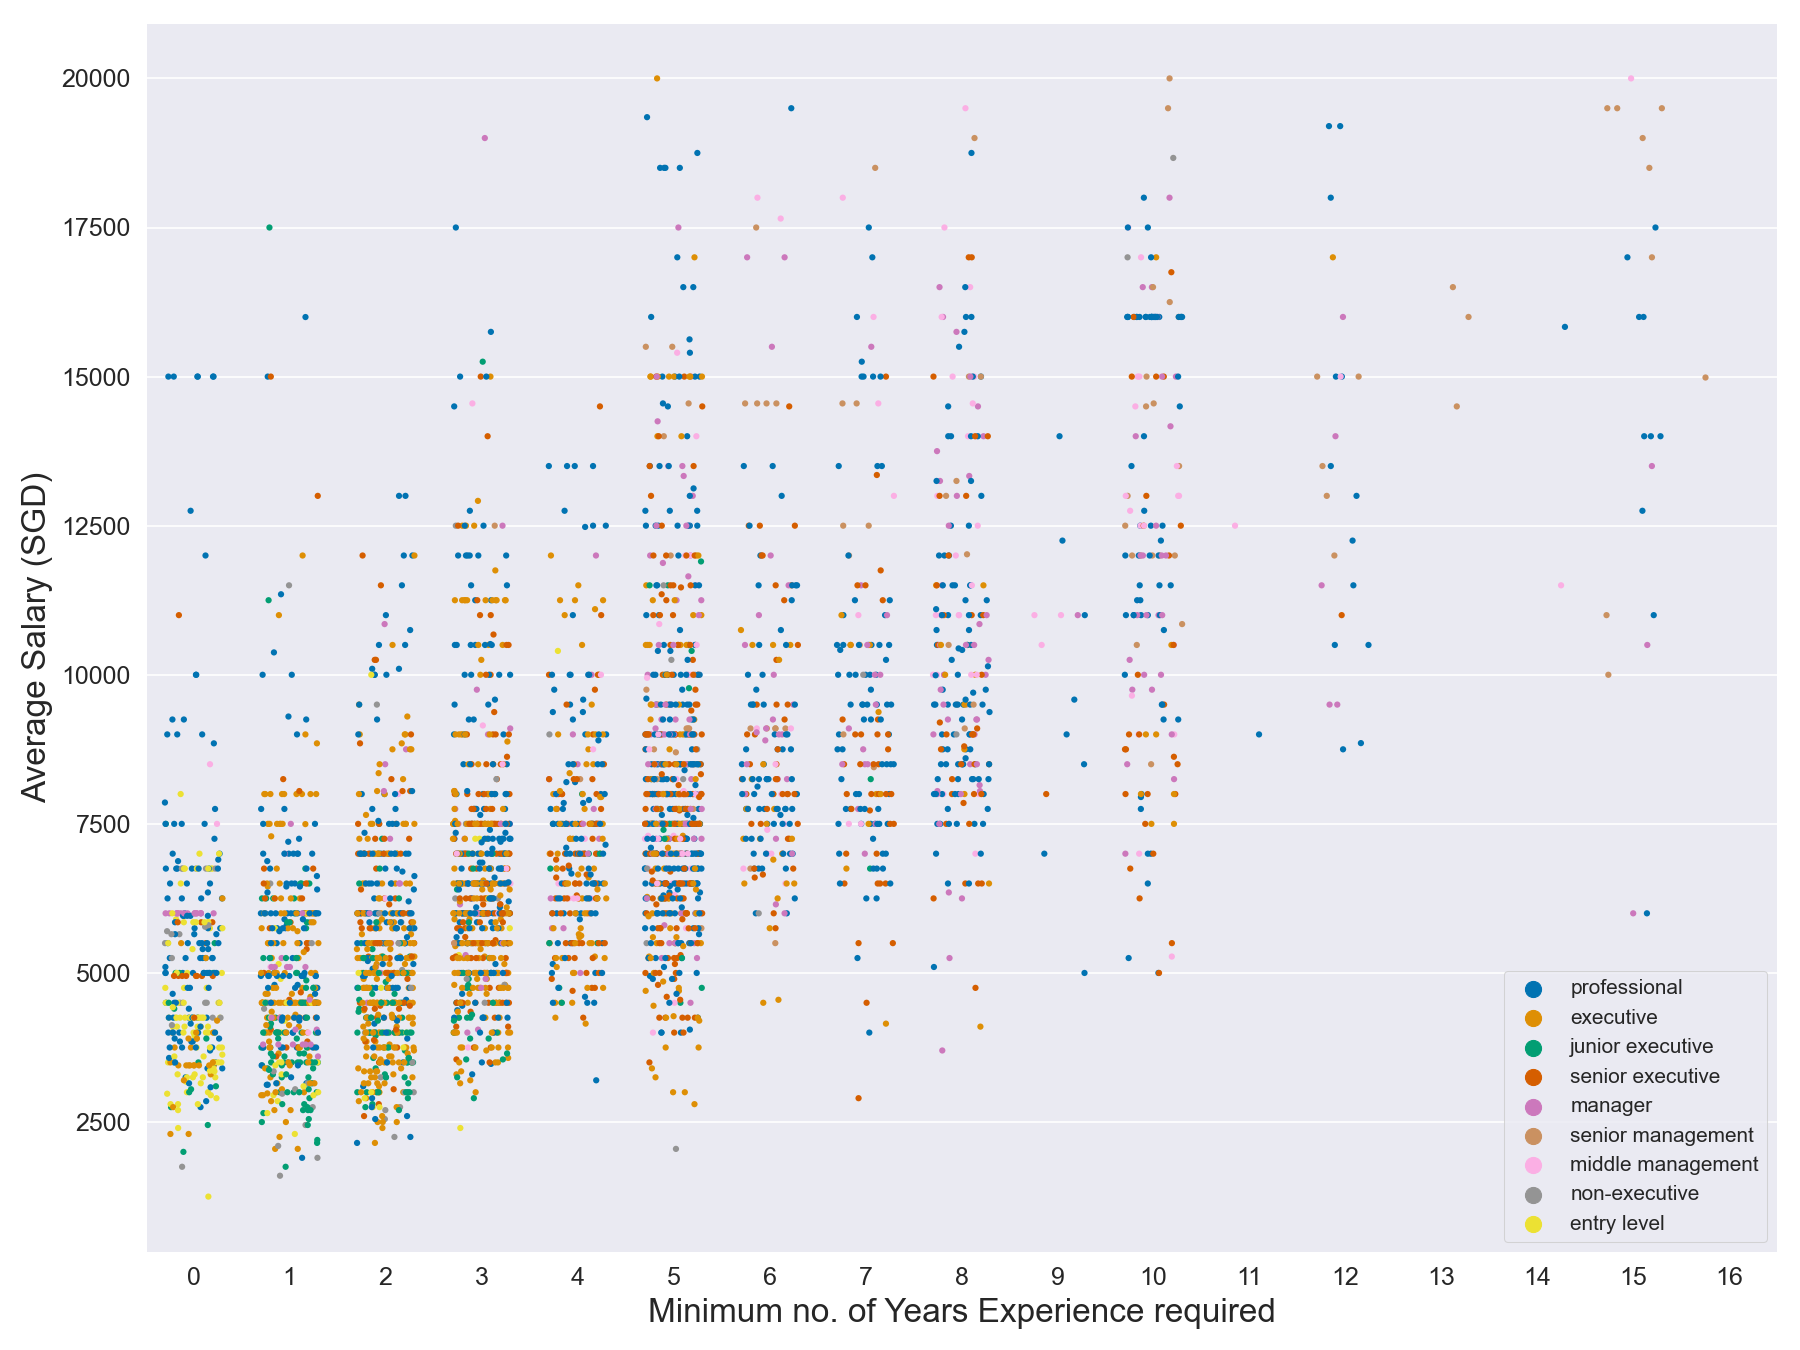 20000
17500
15000
12500
10000
7500
5000
2500
Average Salary (SGD)
0 1 2 3 4 5 6 7 8 9 10 11 12 13 14 15 16
Minimum no. of Years Experience required
professional
executive
junior executive
senior executive
manager
senior management
middle management
non-executive
entry level